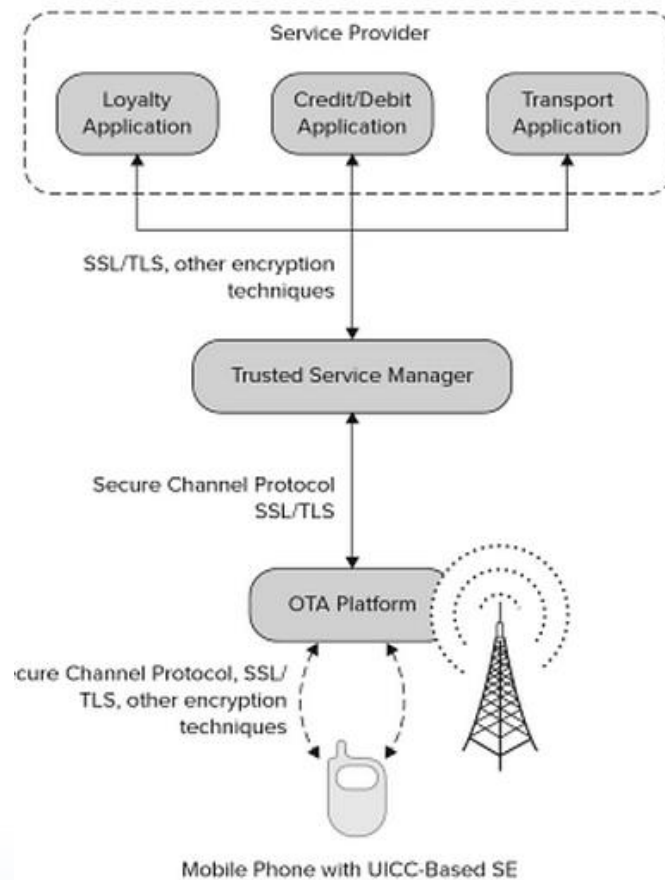 Service Provider
Loyalty
Application
Credit/Debit
Application
Transport
Application
SSL/TLS, other encryption
techniques
Trusted Service Manager
Secure Channel Protocol
SSL/TLS
OTA Platform
ecure Channel Protocol, SSL/
TLS, other encryption
techniques
Mobile Phone with UICC-Based SE